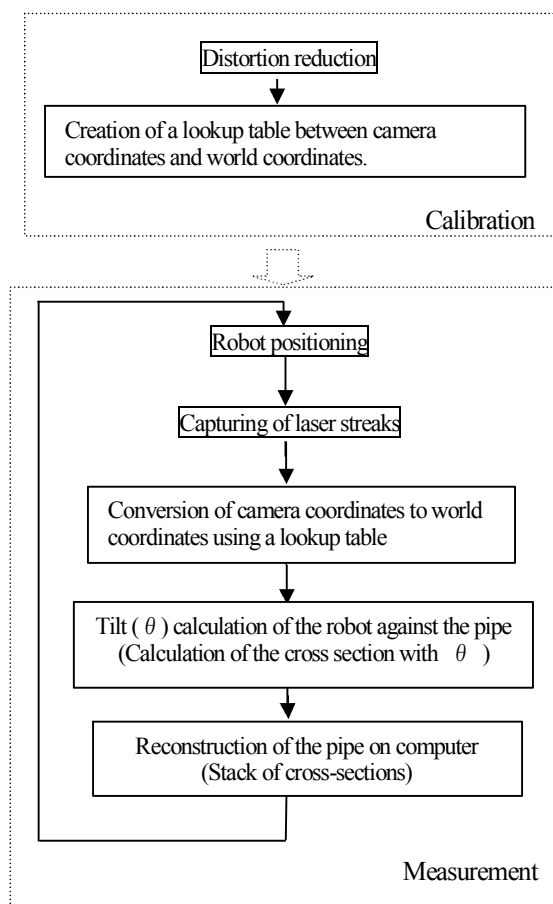 Distortion reduction
Creation of a lookup table between camera
coordinates and world coordinates.
Calibration
Robot positioning
Capturing of laser streaks
Conversion of camera coordinates to world
coordinates using a lookup table
Tilt ( θ ) calculation of the robot against the pipe
(Calculation of the cross section with θ )
Reconstruction of the pipe on computer
(Stack of cross-sections)
Measurement